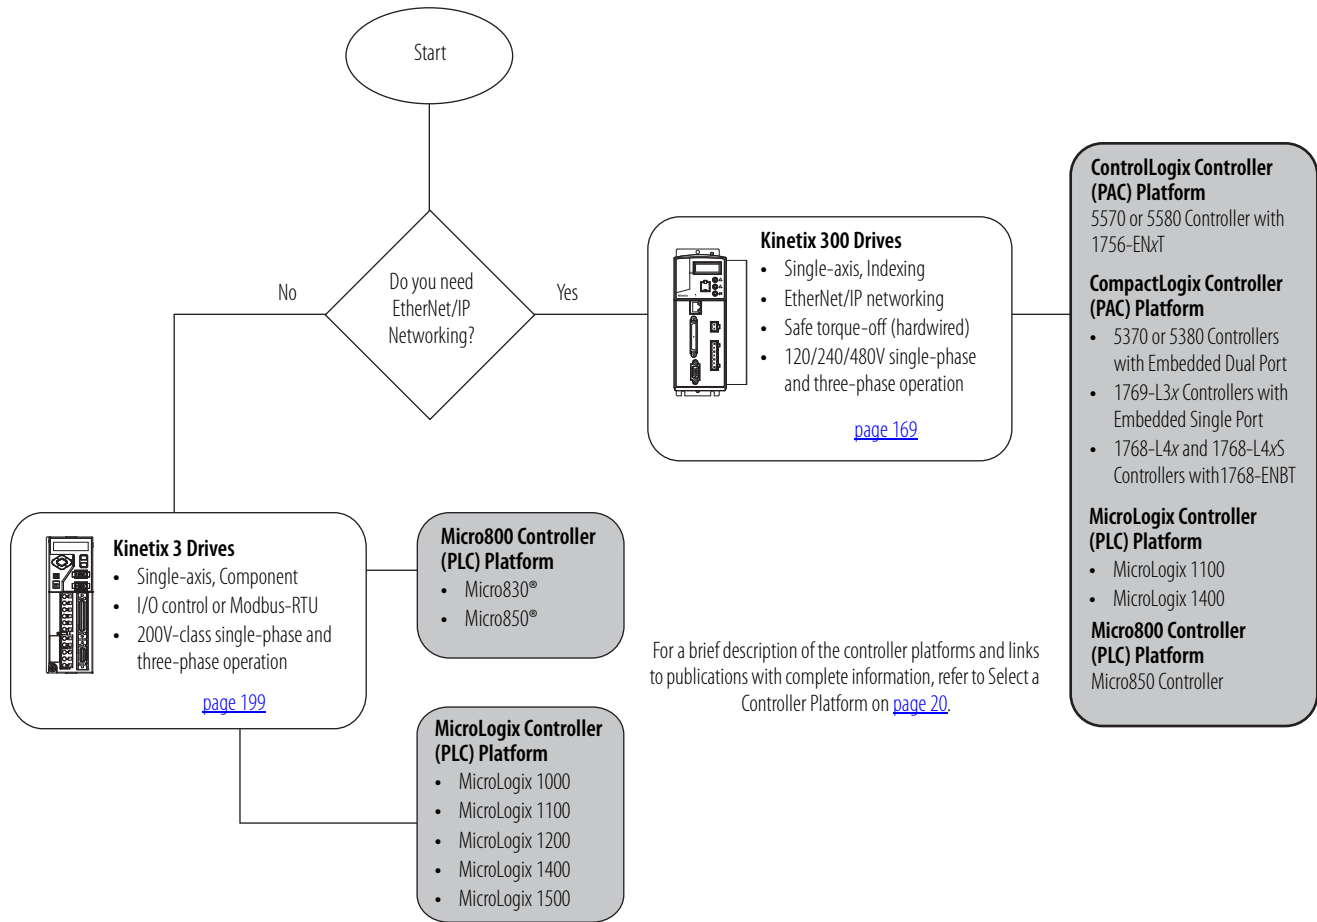 Start
Do you need
EtherNet/IP
Networking?
No
Yes
Kinetix 300 Drives
• Single-axis, Indexing
• EtherNet/IP networking
• Safe torque-off (hardwired)
• 120/240/480V single-phase
and three-phase operation
page 169
ControlLogix Controller
(PAC) Platform
5570 or 5580 Controller with
1756-ENxT
CompactLogix Controller
(PAC) Platform
• 5370 or 5380 Controllers
with Embedded Dual Port
• 1769-L3x Controllers with
Embedded Single Port
• 1768-L4x and 1768-L4xS
Controllers with1768-ENBT
MicroLogix Controller
(PLC) Platform
• MicroLogix 1100
• MicroLogix 1400
Micro800 Controller
(PLC) Platform
Micro850 Controller
Kinetix 3 Drives
• Single-axis, Component
• I/O control or Modbus-RTU
• 200V-class single-phase and
three-phase operation
page 199
Micro800 Controller
(PLC) Platform
• Micro830®
• Micro850®
For a brief description of the controller platforms and links
to publications with complete information, refer to Select a
Controller Platform on page 20.
MicroLogix Controller
(PLC) Platform
• MicroLogix 1000
• MicroLogix 1100
• MicroLogix 1200
• MicroLogix 1400
• MicroLogix 1500